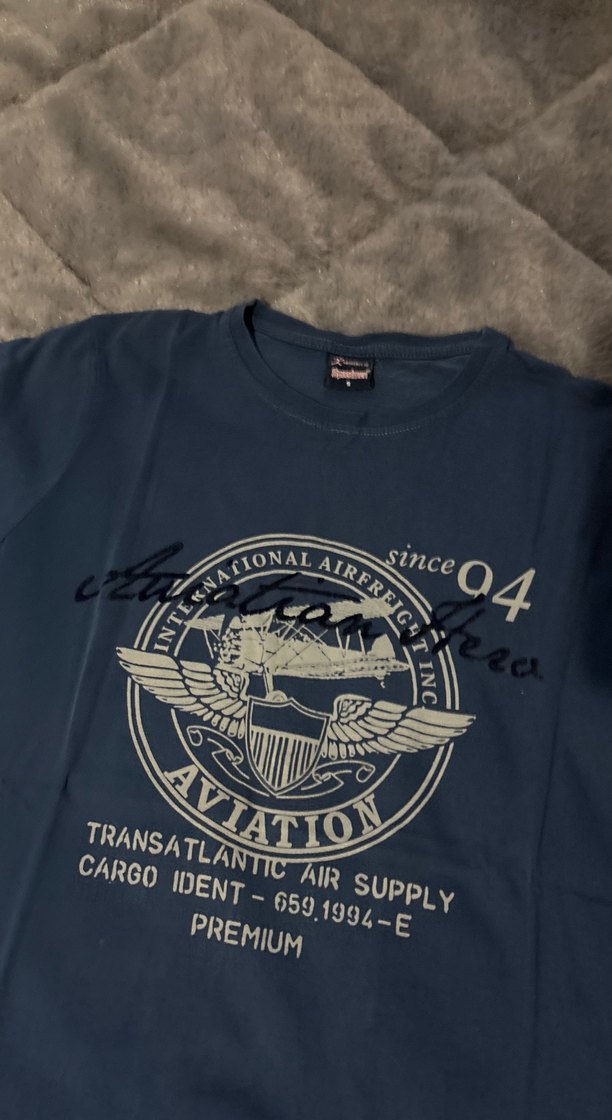 since 94
INTERNATIONAL AIRFREIGHT INC
Aviation Hero
AVIATION
TRANSATLANTIC AIR SUPPLY
CARGO IDENT - 659.1994-E
PREMIUM